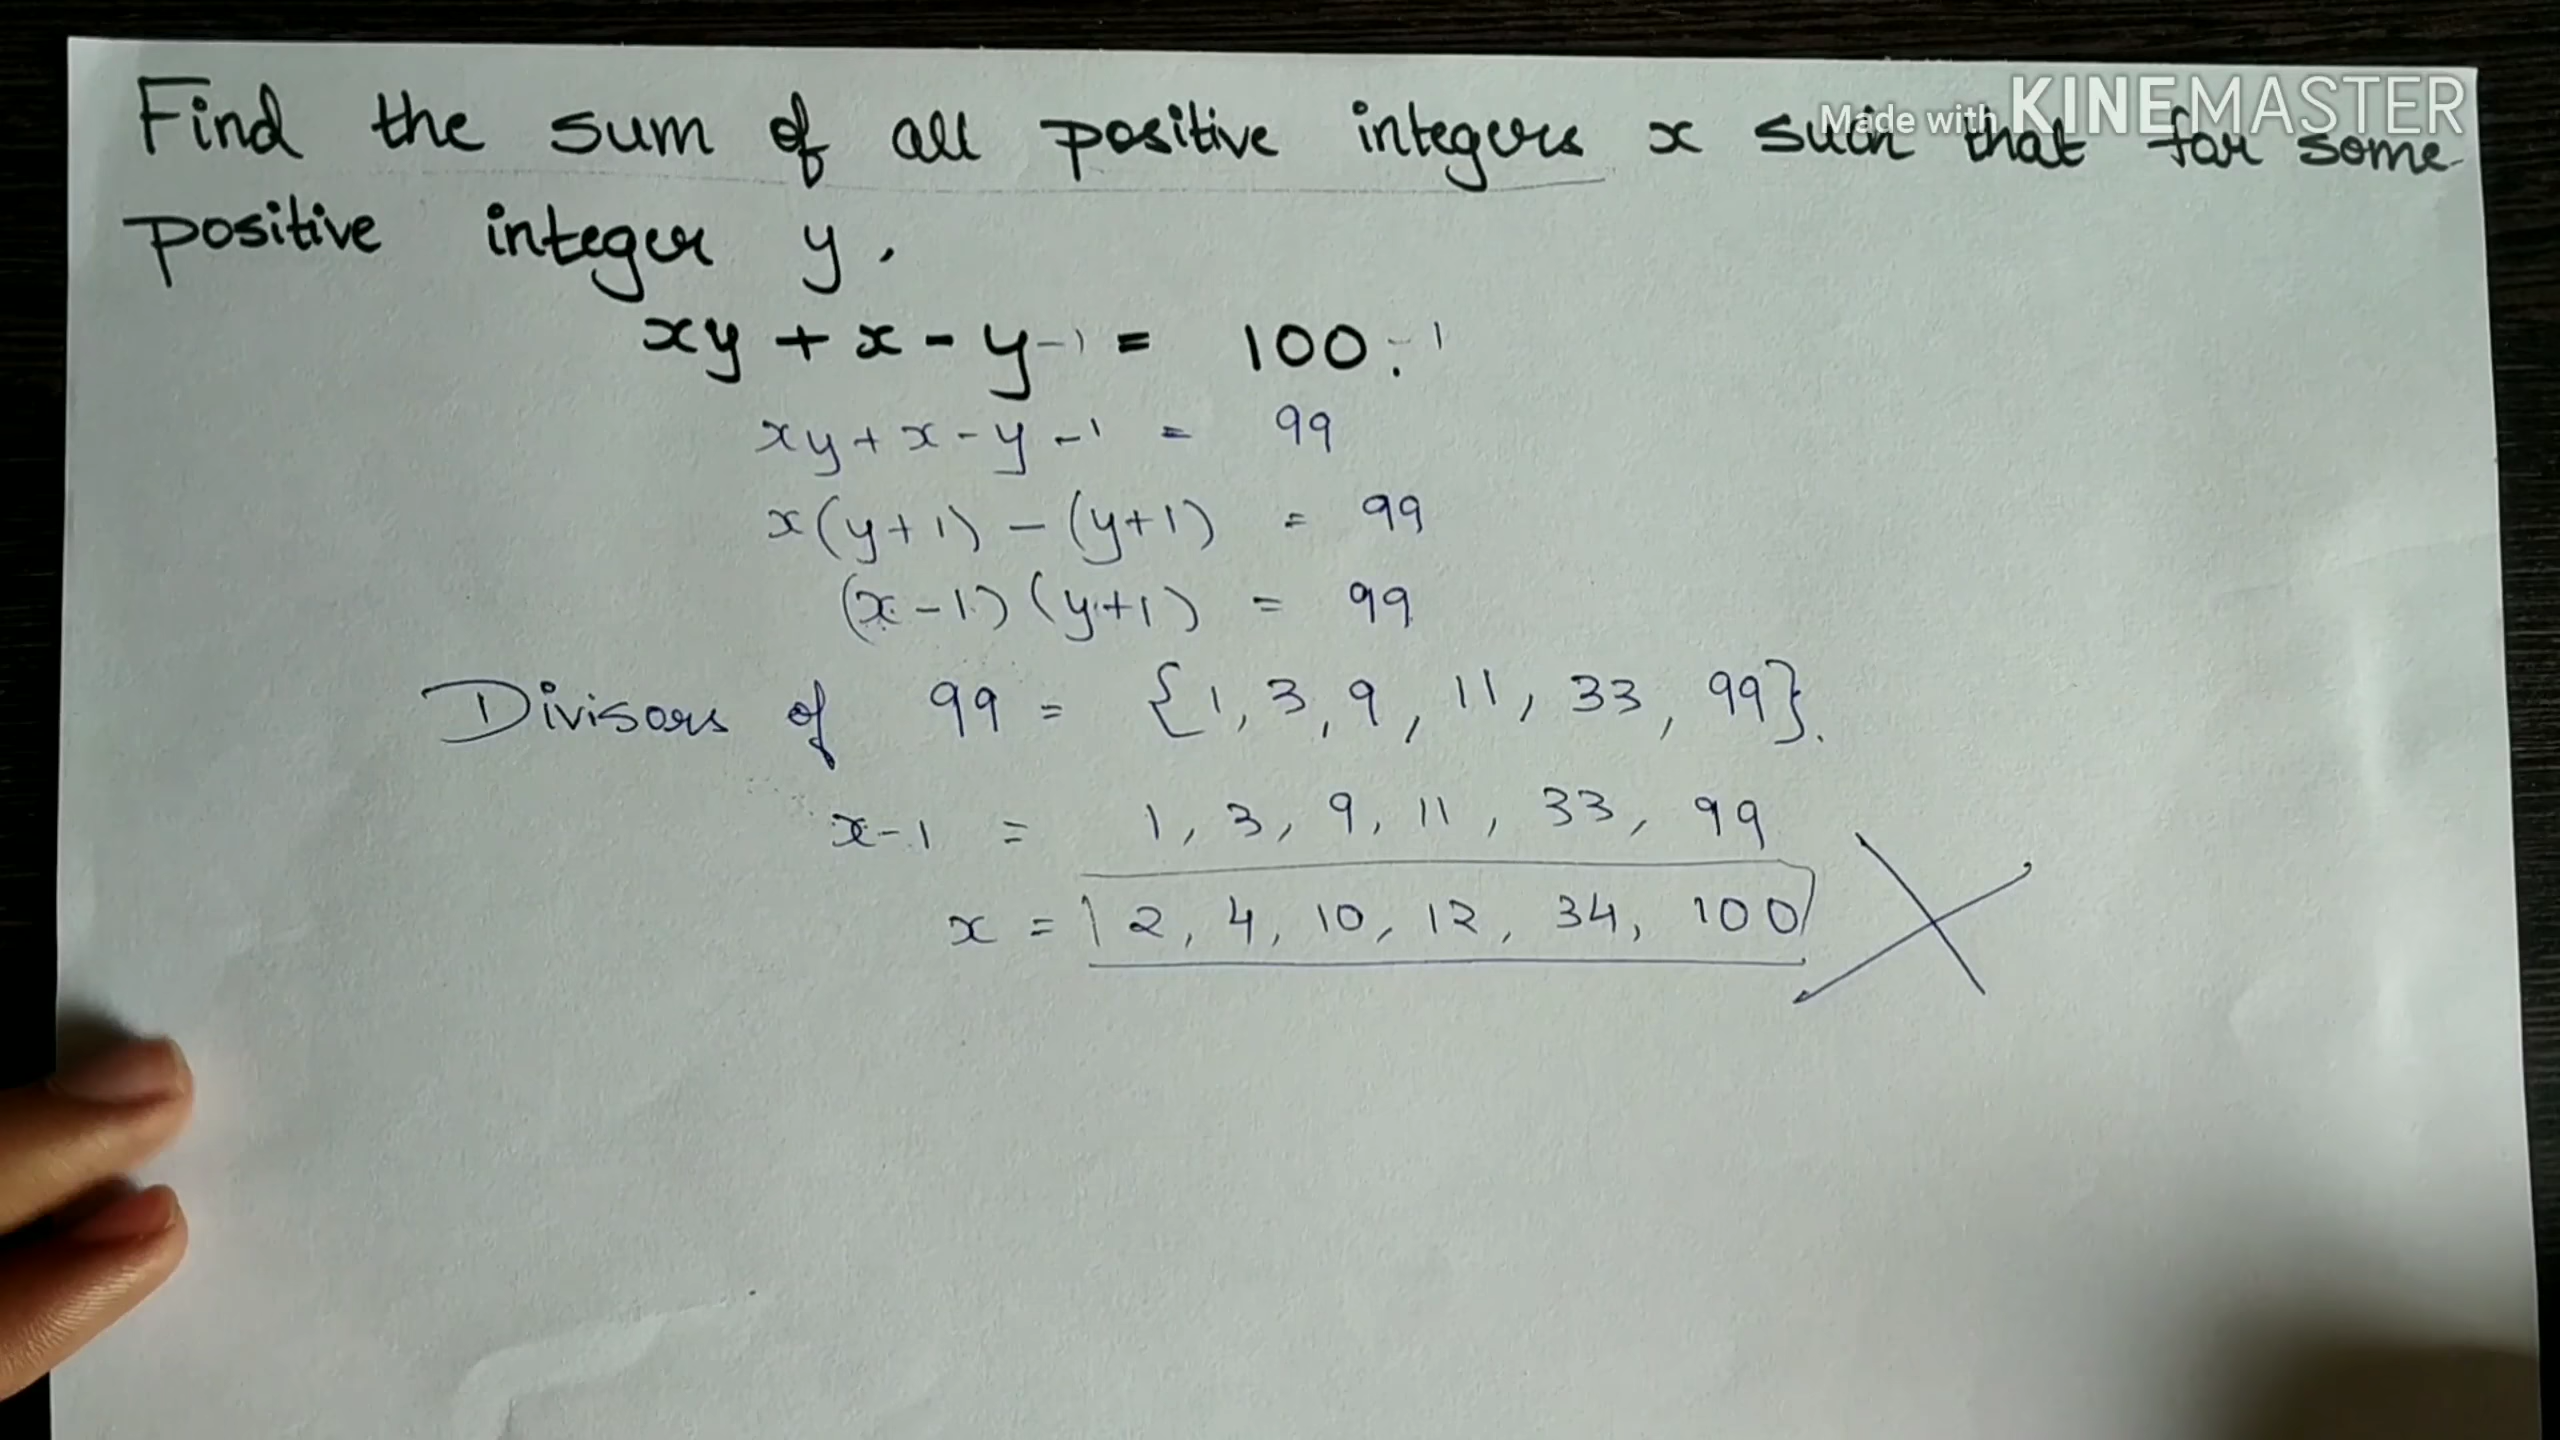 Made with KINEMASTER
Find the sum of all positive integers x such that for some
positive integer y.
xy + x - y - 1 = 100. - 1
xy + x - y - 1 = 99
x(y+1) - (y+1) = 99
(x-1)(y+1) = 99
Divisors of 99 = {1, 3, 9, 11, 33, 99}.
x-1 = 1, 3, 9, 11, 33, 99
x = 2, 4, 10, 12, 34, 100